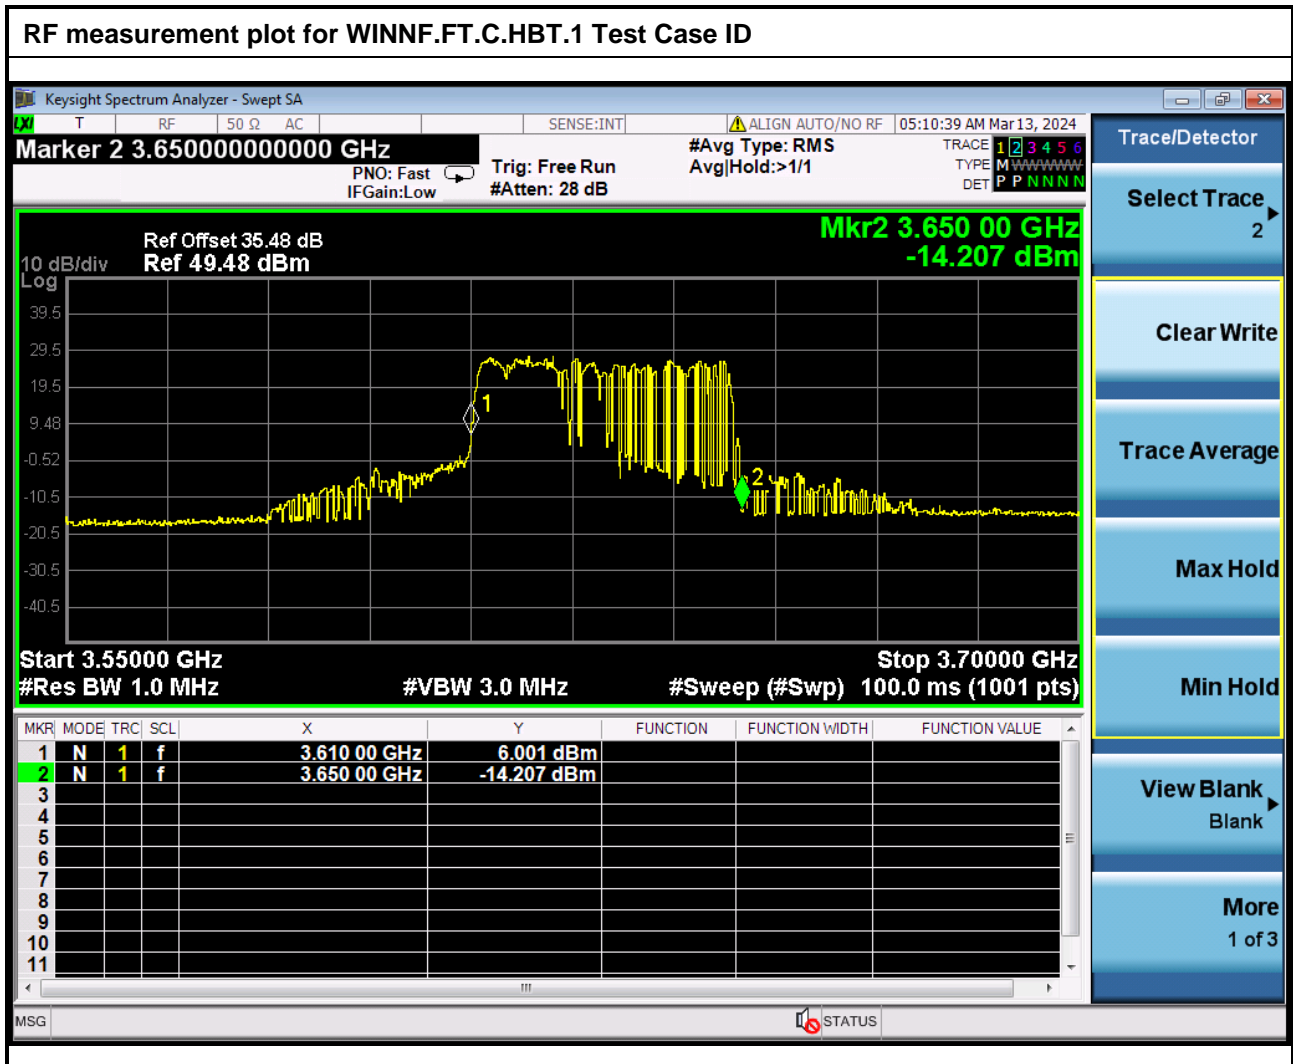 RF measurement plot for WINNF.FT.C.HBT.1 Test Case ID
Keysight Spectrum Analyzer - Swept SA
LXI T RF 50 Ω AC SENSE:INT ALIGN AUTO/NO RF 05:10:39 AM Mar 13, 2024
Marker 2 3.650000000000 GHz
PNO: Fast
IFGain:Low
Trig: Free Run
#Atten: 28 dB
#Avg Type: RMS
Avg|Hold:>1/1
TRACE 1 2 3 4 5 6
TYPE M W W W W W
DET P P N N N N
Ref Offset 35.48 dB
10 dB/div Ref 49.48 dBm
Log
Mkr2 3.650 00 GHz
-14.207 dBm
39.5
29.5
19.5
9.48
-0.52
-10.5
-20.5
-30.5
-40.5
1
2
Start 3.55000 GHz Stop 3.70000 GHz
#Res BW 1.0 MHz #VBW 3.0 MHz #Sweep (#Swp) 100.0 ms (1001 pts)
MKR MODE TRC SCL X Y FUNCTION FUNCTION WIDTH FUNCTION VALUE
1 N 1 f 3.610 00 GHz 6.001 dBm
2 N 1 f 3.650 00 GHz -14.207 dBm
3
4
5
6
7
8
9
10
11
MSG STATUS
Trace/Detector
Select Trace
2
Clear Write
Trace Average
Max Hold
Min Hold
View Blank
Blank
More
1 of 3